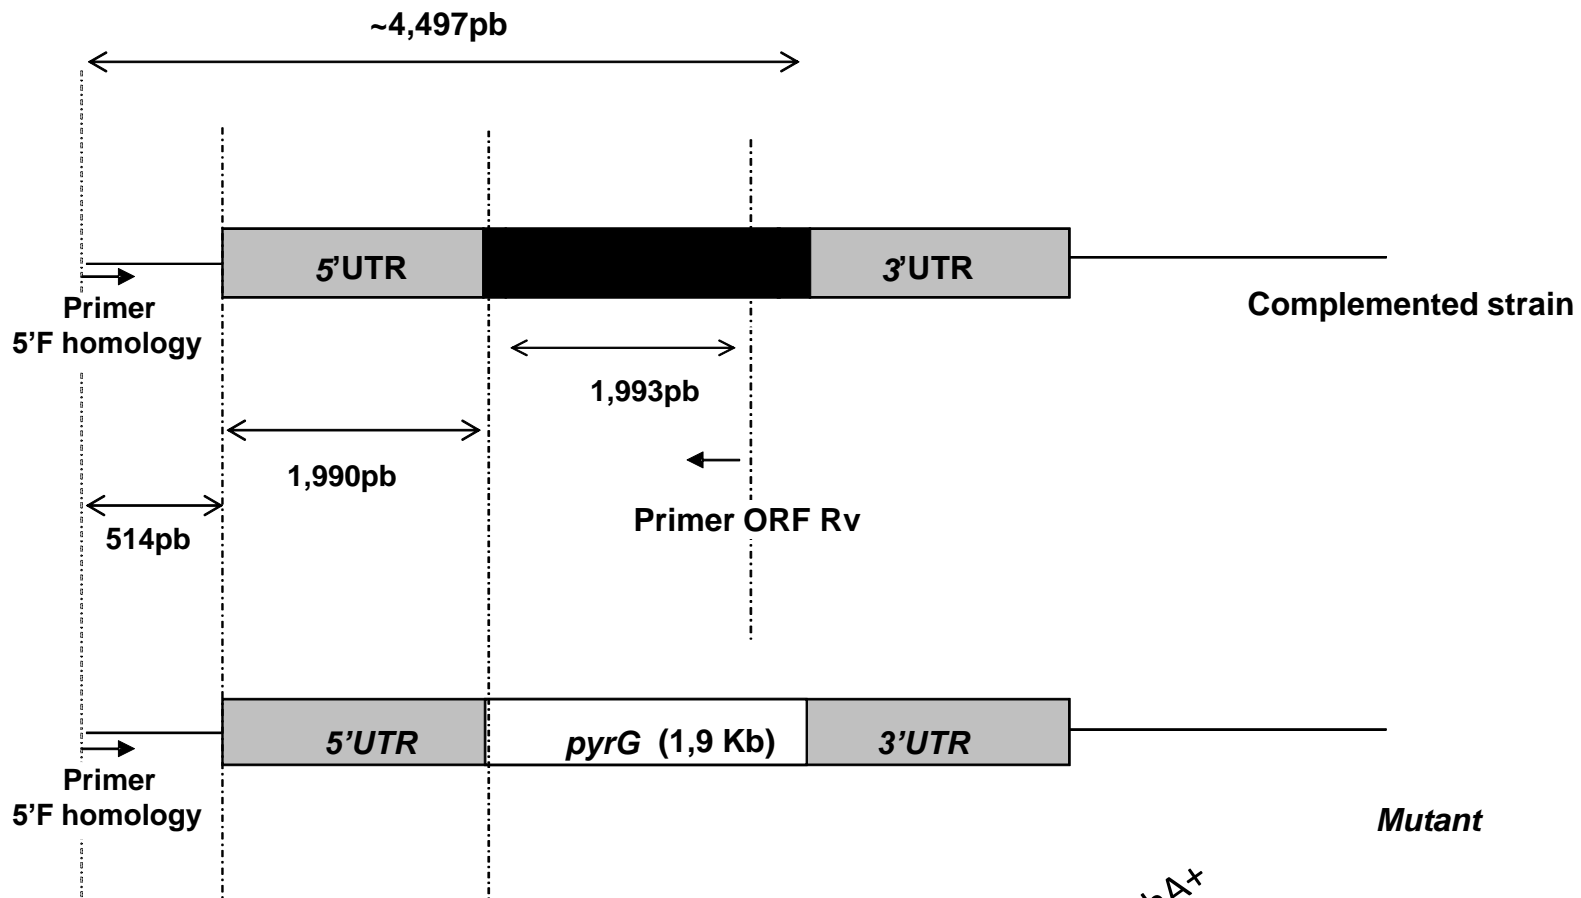 ~4,497pb
5'UTR
3'UTR
Primer
5'F homology
Complemented strain
1,993pb
1,990pb
514pb
Primer ORF Rv
5'UTR
pyrG (1,9 Kb)
3'UTR
Primer
5'F homology
Mutant